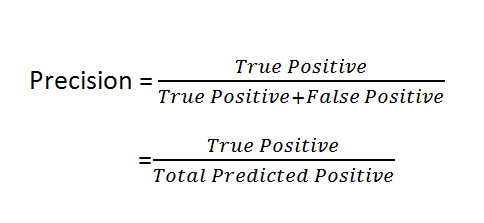 Precision = True Positive
True Positive+False Positive
= True Positive
Total Predicted Positive